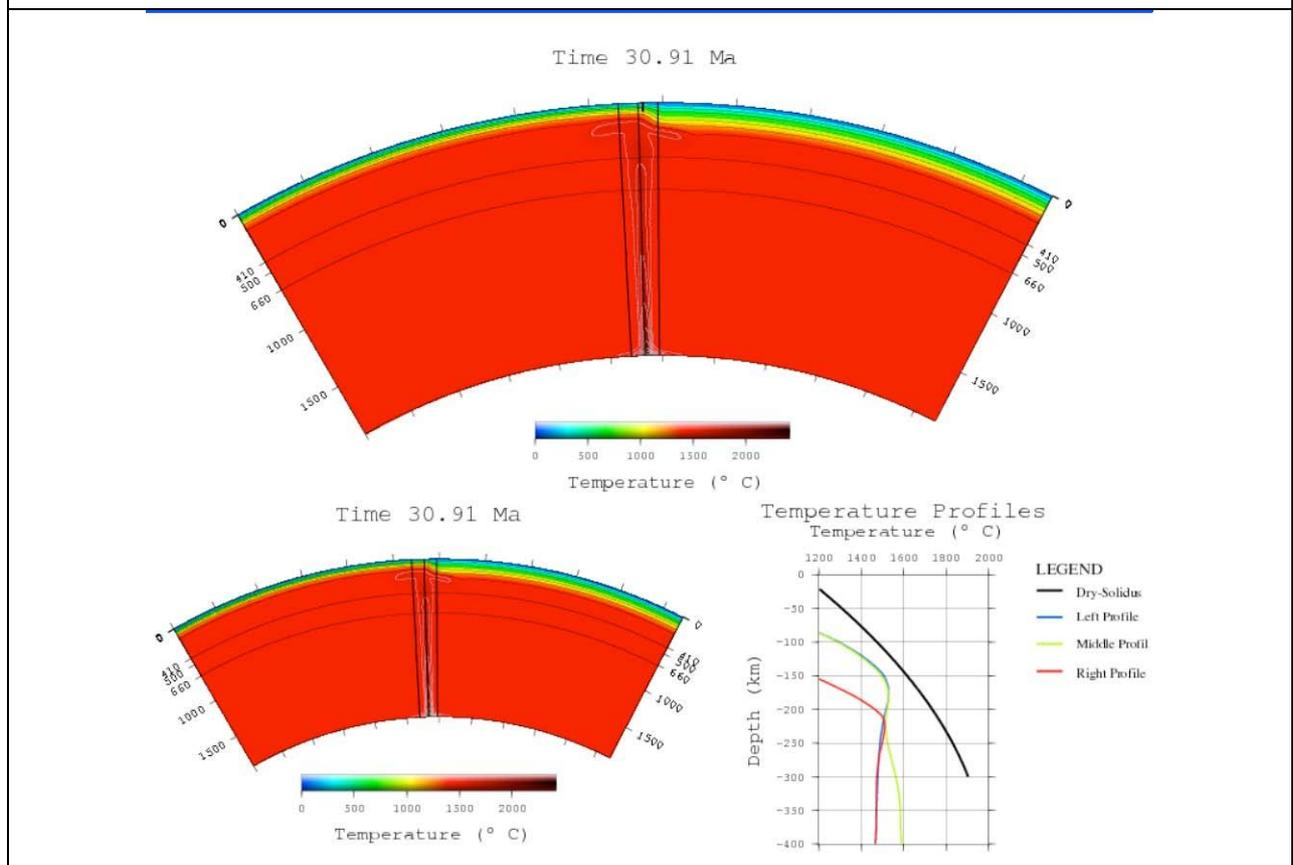 Time 30.91 Ma
0
410
500
660
1000
1500
0
410
500
660
1000
1500
0 500 1000 1500 2000
Temperature (° C)
Time 30.91 Ma
0
410
500
660
1000
1500
0
410
500
660
1000
1500
0 500 1000 1500 2000
Temperature (° C)
Temperature Profiles
Temperature (° C)
1200 1400 1600 1800 2000
0
-50
-100
-150
-200
-250
-300
-350
-400
Depth (km)
LEGEND
Dry-Solidus
Left Profile
Middle Profil
Right Profile